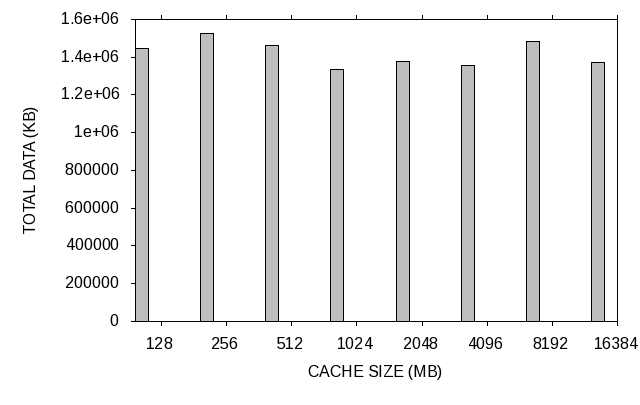 1.6e+06
1.4e+06
1.2e+06
1e+06
800000
600000
400000
200000
0
TOTAL DATA (KB)
128 256 512 1024 2048 4096 8192 16384
CACHE SIZE (MB)